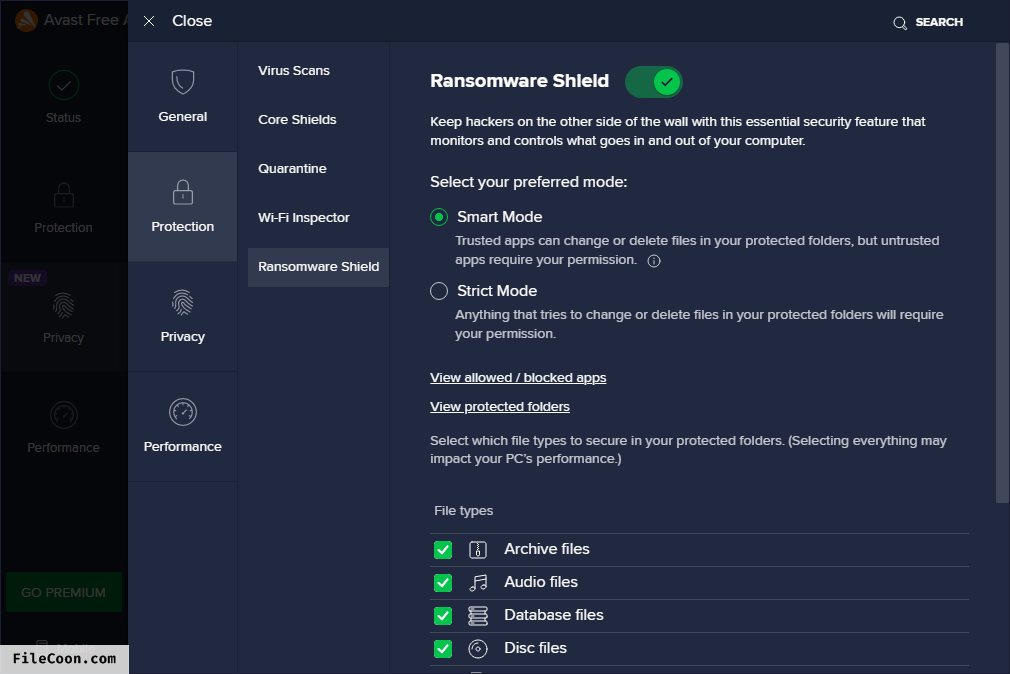 Avast Free A
Close
SEARCH
Status
Protection
NEW
Privacy
Performance
GO PREMIUM
General
Protection
Privacy
Performance
Virus Scans
Core Shields
Quarantine
Wi-Fi Inspector
Ransomware Shield
Ransomware Shield
Keep hackers on the other side of the wall with this essential security feature that
monitors and controls what goes in and out of your computer.
Select your preferred mode:
Smart Mode
Trusted apps can change or delete files in your protected folders, but untrusted
apps require your permission.
Strict Mode
Anything that tries to change or delete files in your protected folders will require
your permission.
View allowed / blocked apps
View protected folders
Select which file types to secure in your protected folders. (Selecting everything may
impact your PC's performance.)
File types
Archive files
Audio files
Database files
Disc files
FileCoon.com